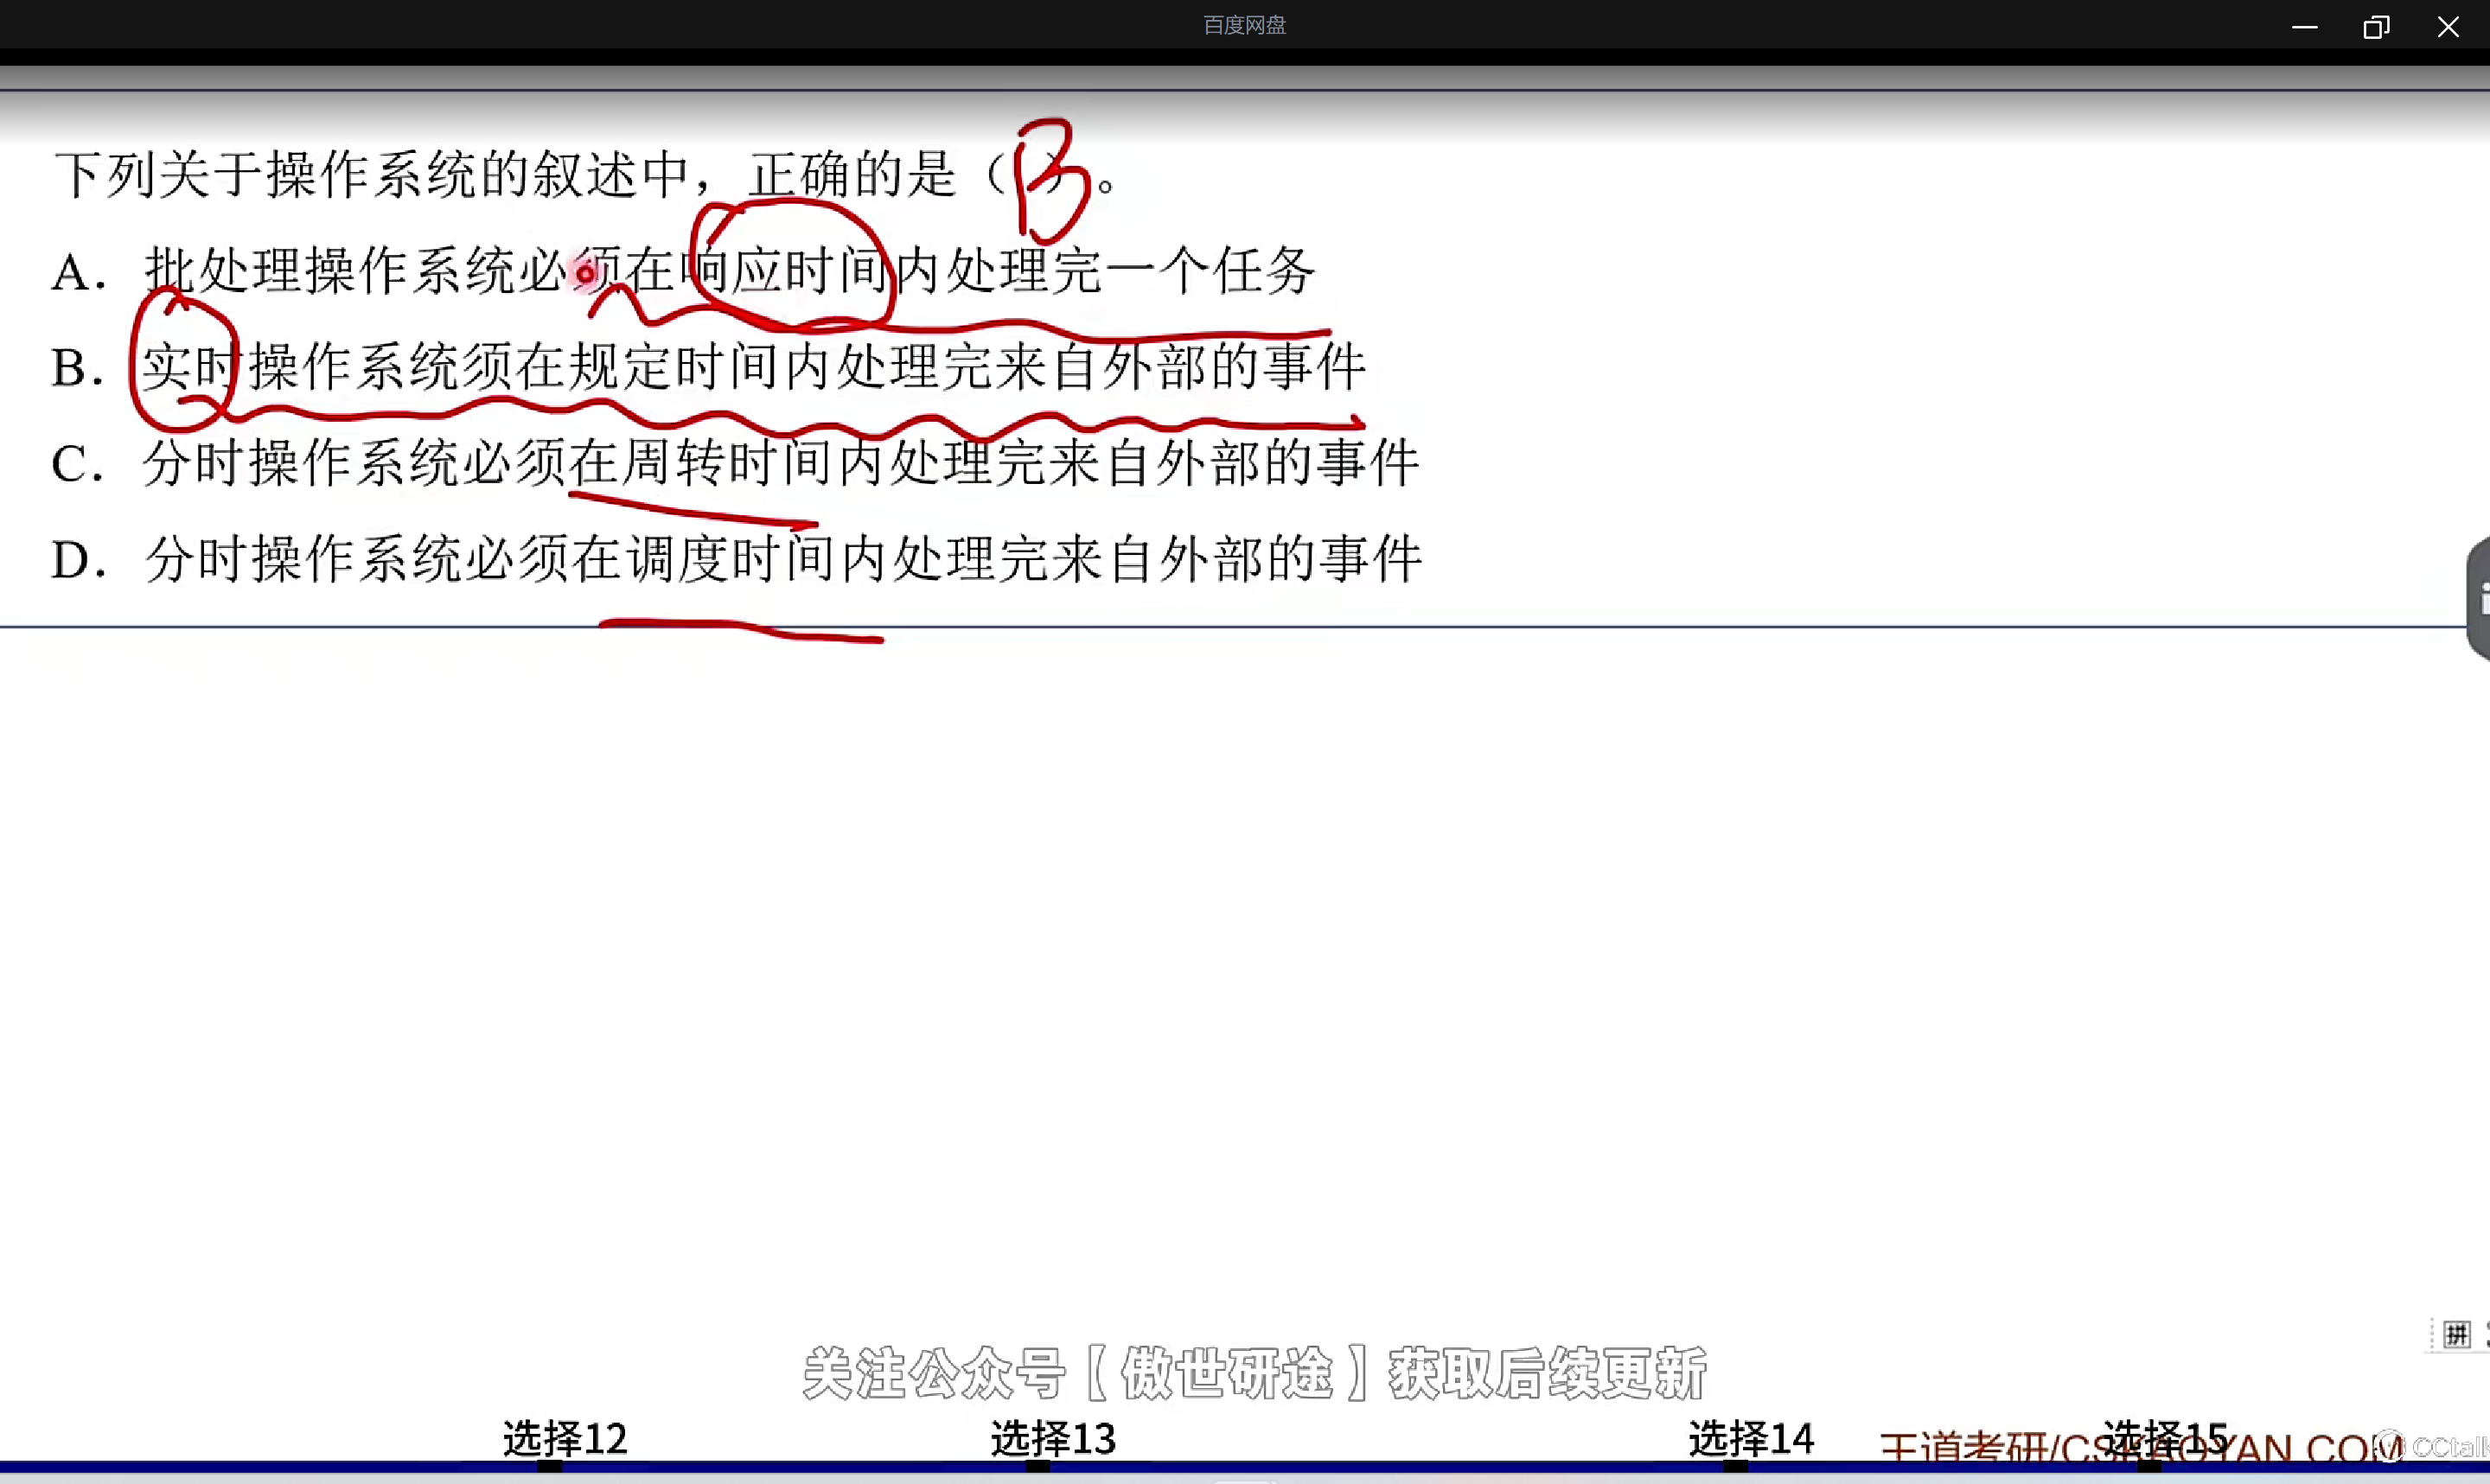 百度网盘
下列关于操作系统的叙述中，正确的是（B）。
A. 批处理操作系统必须在响应时间内处理完一个任务
B. 实时操作系统须在规定时间内处理完来自外部的事件
C. 分时操作系统必须在周转时间内处理完来自外部的事件
D. 分时操作系统必须在调度时间内处理完来自外部的事件
拼
关注公众号【傲世研途】获取后续更新
选择12 选择13 选择14 选择15
王道考研/CSKAOYAN.COM
CCtalk